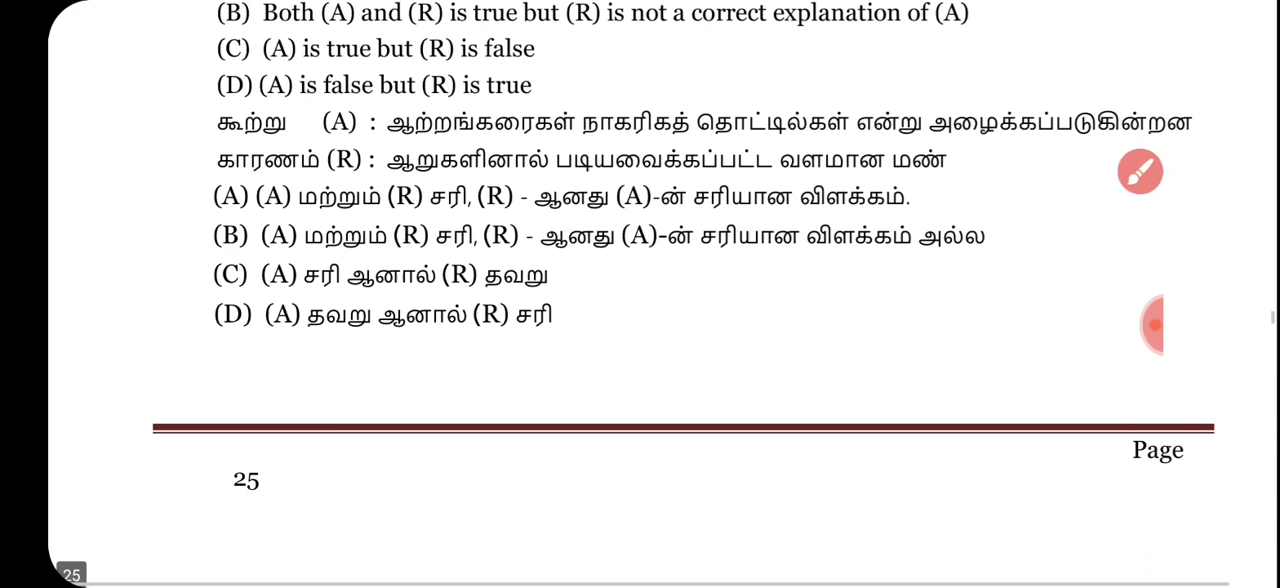 (B) Both (A) and (R) is true but (R) is not a correct explanation of (A)
(C) (A) is true but (R) is false
(D) (A) is false but (R) is true
கூற்று (A) : ஆற்றங்கரைகள் நாகரிகத் தொட்டில்கள் என்று அழைக்கப்படுகின்றன
காரணம் (R) : ஆறுகளினால் படியவைக்கப்பட்ட வளமான மண்
(A) (A) மற்றும் (R) சரி, (R) - ஆனது (A)-ன் சரியான விளக்கம்.
(B) (A) மற்றும் (R) சரி, (R) - ஆனது (A)-ன் சரியான விளக்கம் அல்ல
(C) (A) சரி ஆனால் (R) தவறு
(D) (A) தவறு ஆனால் (R) சரி
Page
25
25